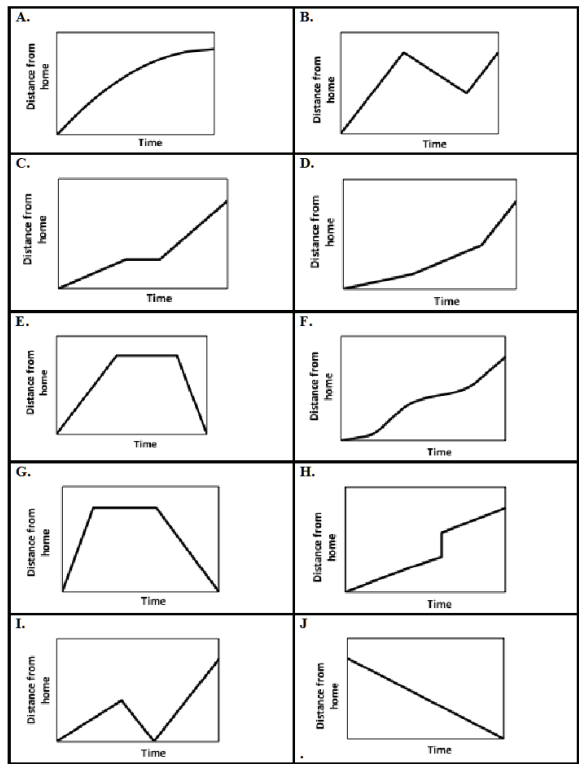 A.
Distance from
home
Time
B.
Distance from
home
Time
C.
Distance from
home
Time
D.
Distance from
home
Time
E.
Distance from
home
Time
F.
Distance from
home
Time
G.
Distance from
home
Time
H.
Distance from
home
Time
I.
Distance from
home
Time
J
Distance from
home
Time
.